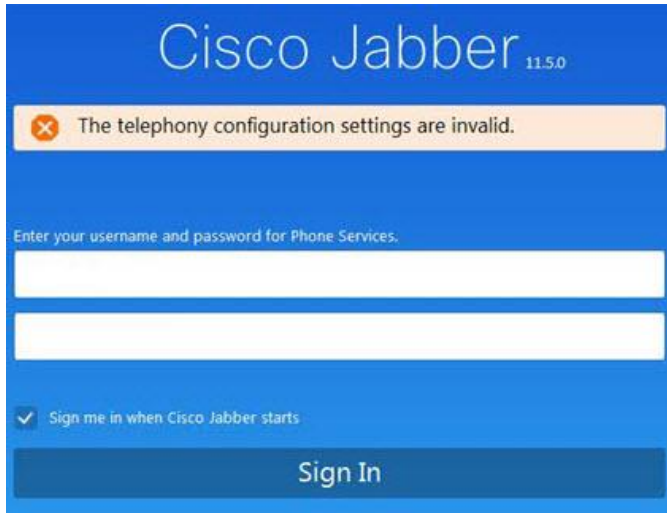 Cisco Jabber 11.5.0
The telephony configuration settings are invalid.
Enter your username and password for Phone Services.
Sign me in when Cisco Jabber starts
Sign In